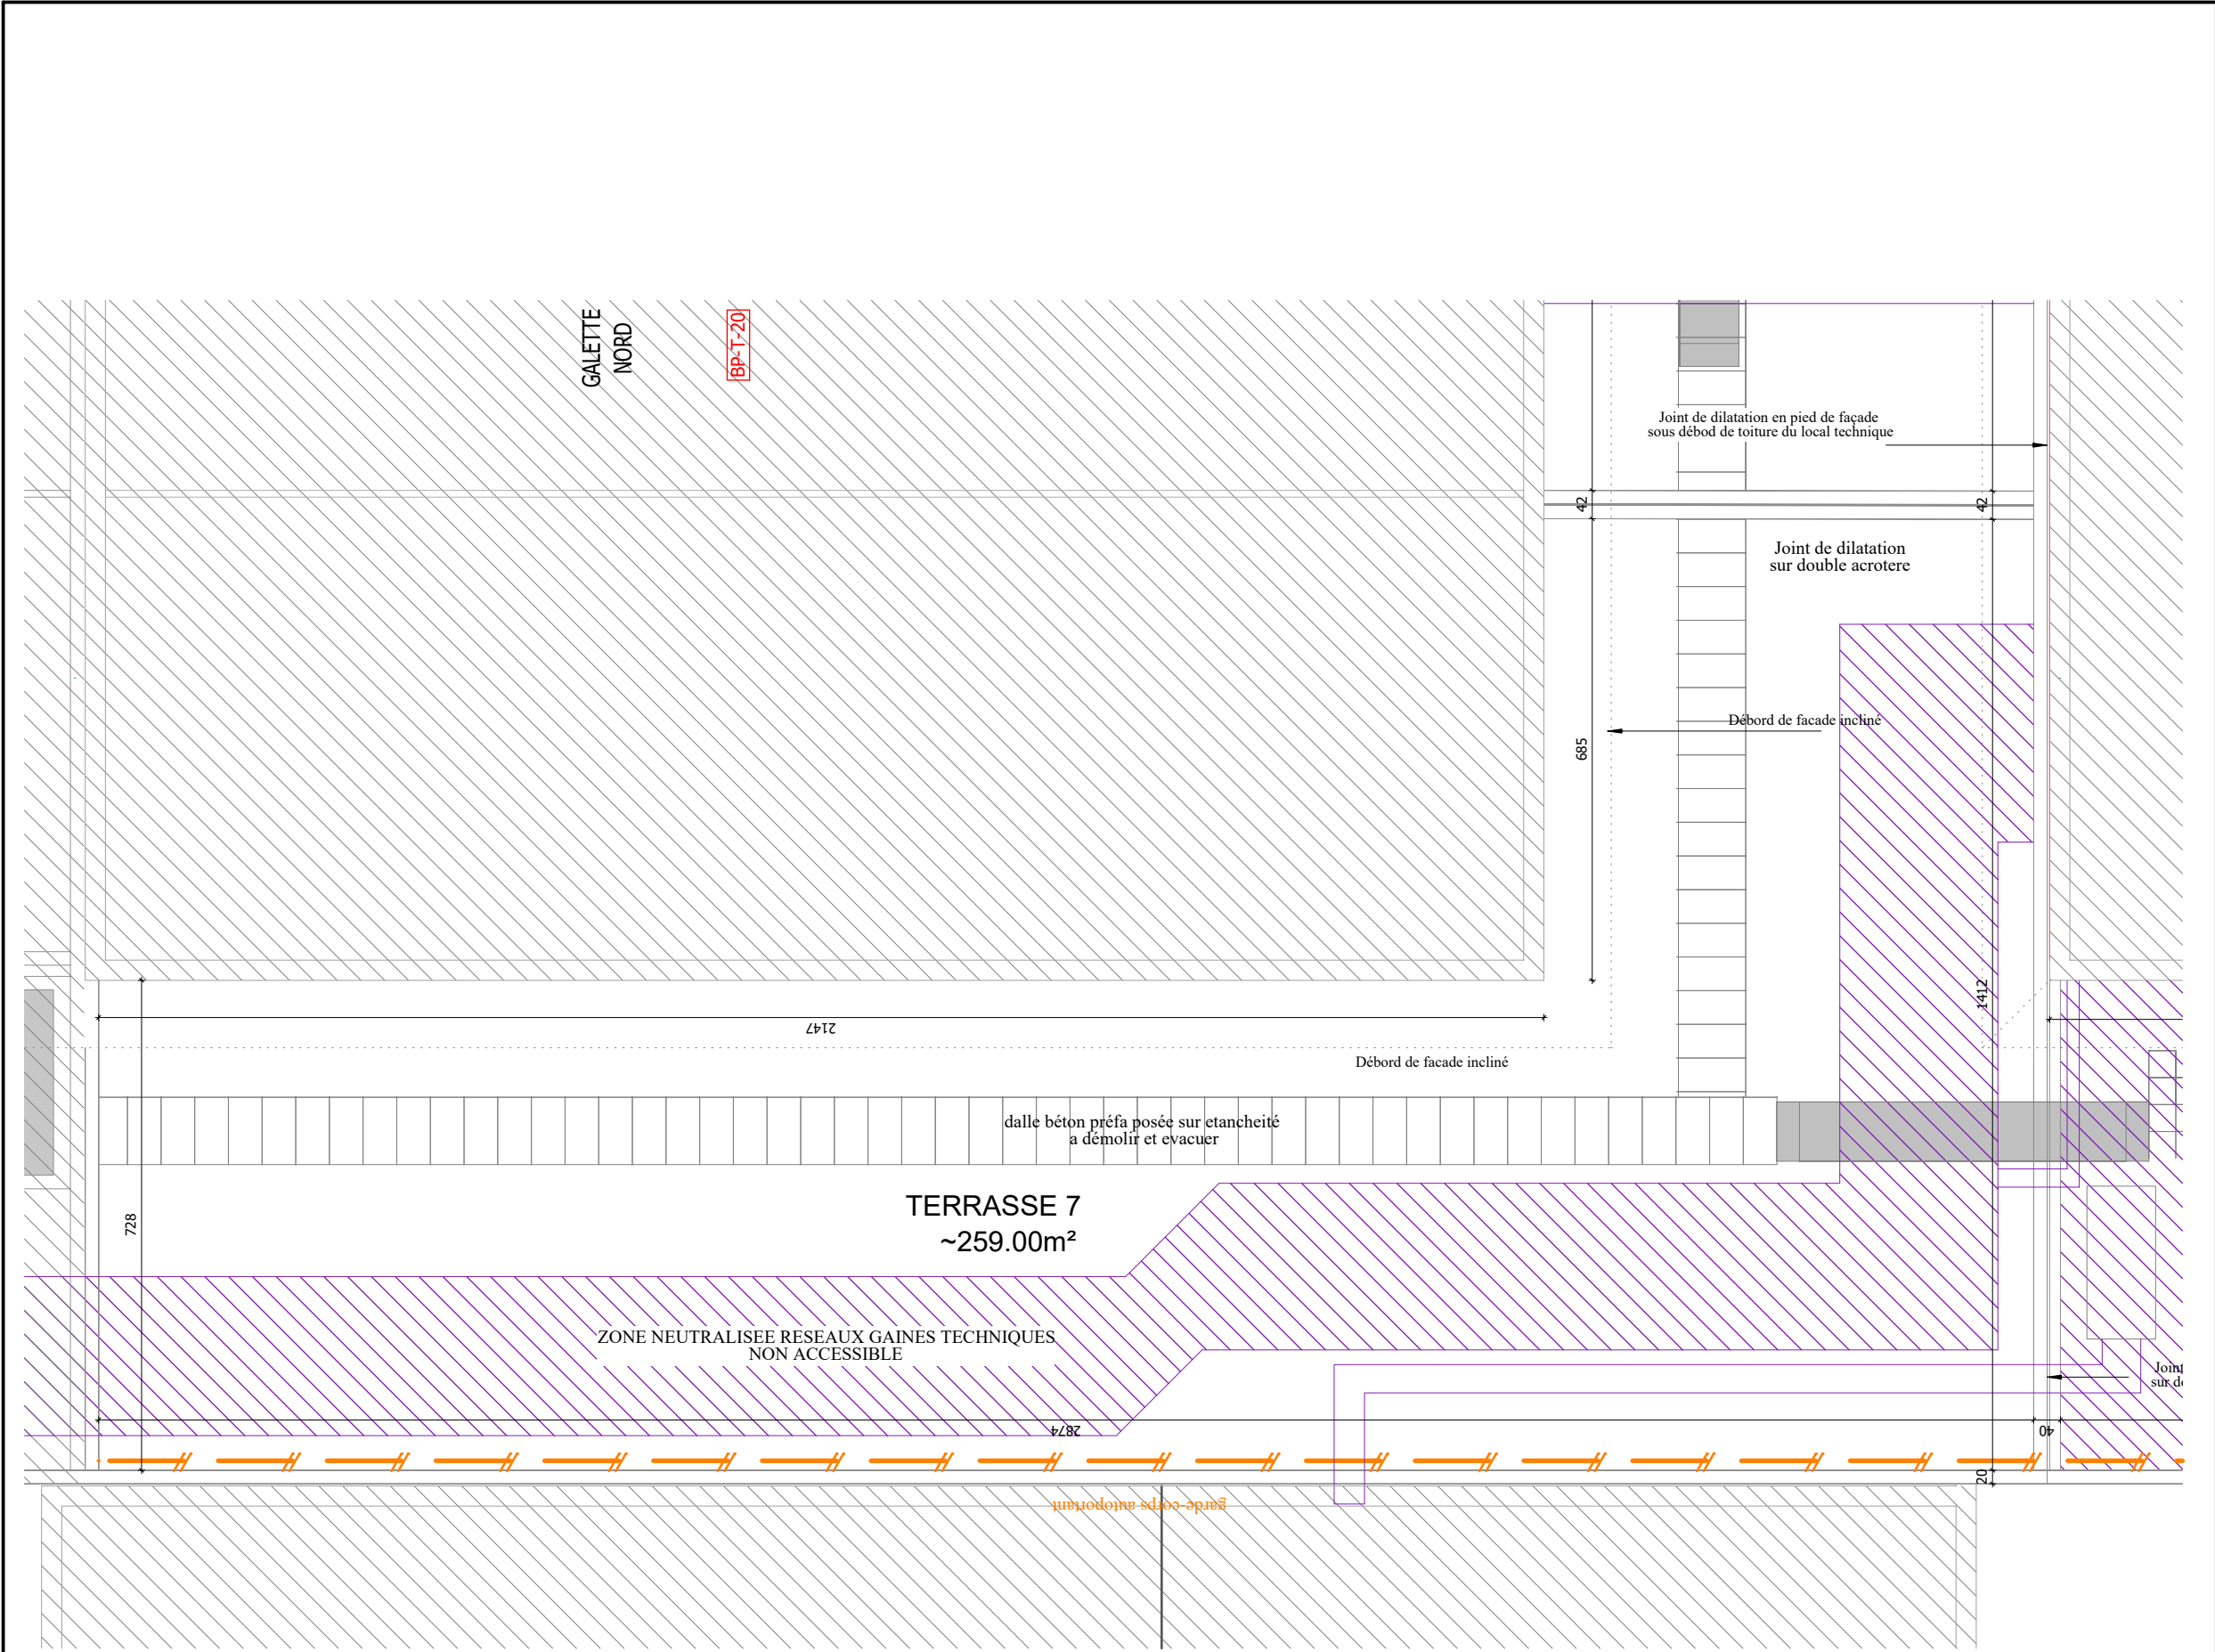 GALETTE
NORD
BP-T-20
Joint de dilatation en pied de façade
sous débod de toiture du local technique
42
42
Joint de dilatation
sur double acrotere
Débord de facade incliné
685
1412
2147
Débord de facade incliné
dalle béton préfa posée sur etancheité
a démolir et evacuer
TERRASSE 7
~259.00m²
728
ZONE NEUTRALISEE RESEAUX GAINES TECHNIQUES
NON ACCESSIBLE
Joint
sur d
2874
40
20
garde-corps autoportant